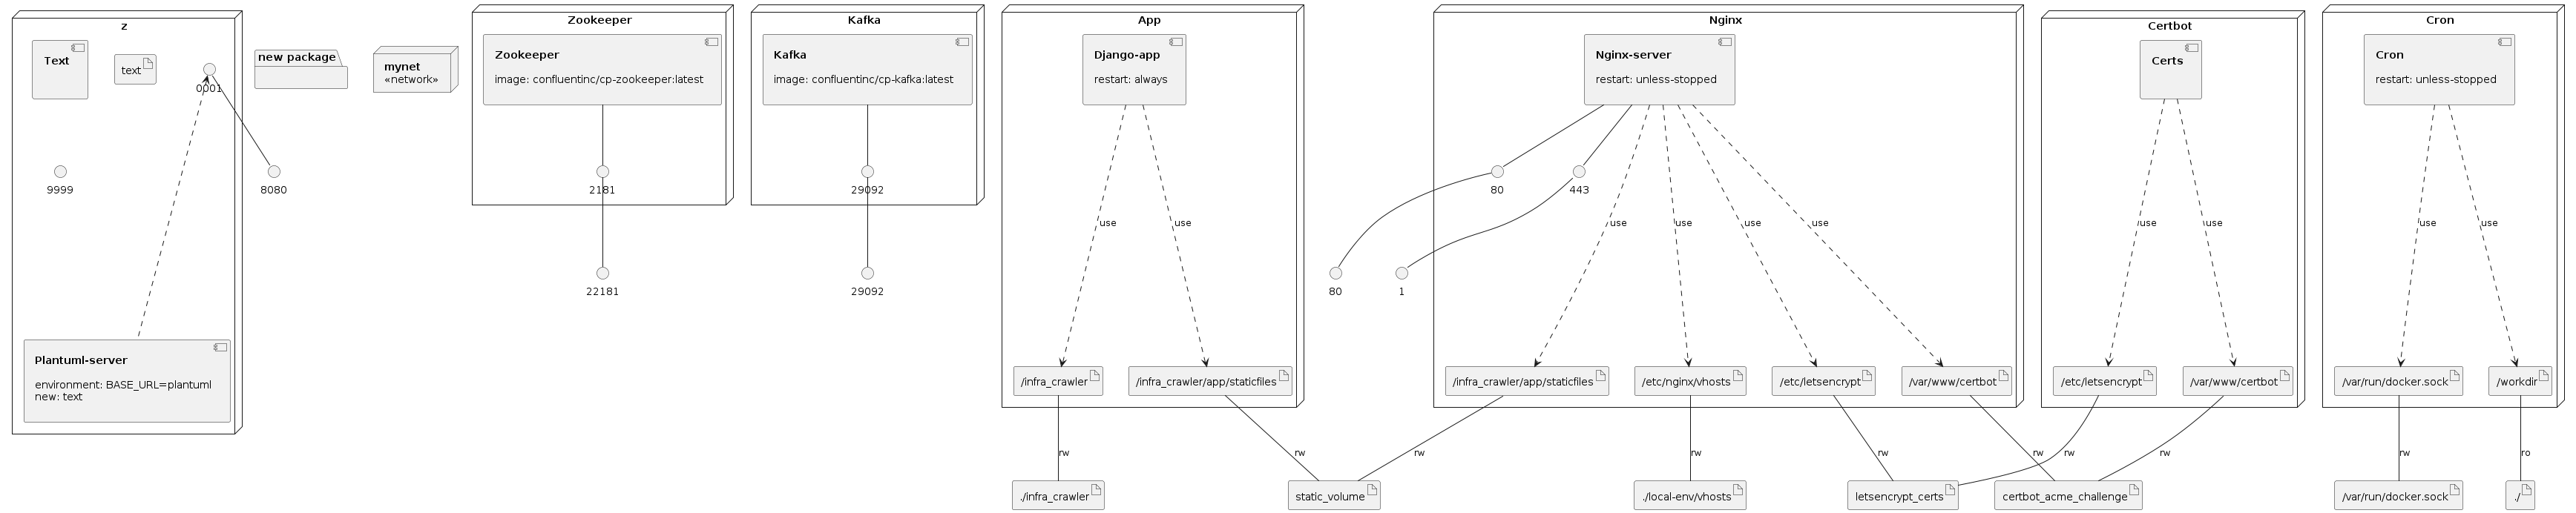 z
Text
text
0001
9999
8080
Plantuml-server
environment: BASE_URL=plantuml
new: text
new package
mynet
«network»
Zookeeper
Zookeeper
image: confluentinc/cp-zookeeper:latest
2181
22181
Kafka
Kafka
image: confluentinc/cp-kafka:latest
29092
29092
App
Django-app
restart: always
use
use
/infra_crawler
/infra_crawler/app/staticfiles
rw
rw
./infra_crawler
static_volume
Nginx
Nginx-server
restart: unless-stopped
80
443
80
1
use
use
use
use
/infra_crawler/app/staticfiles
/etc/nginx/vhosts
/etc/letsencrypt
/var/www/certbot
rw
rw
rw
rw
./local-env/vhosts
letsencrypt_certs
certbot_acme_challenge
Certbot
Certs
use
use
/etc/letsencrypt
/var/www/certbot
rw
rw
Cron
Cron
restart: unless-stopped
use
use
/var/run/docker.sock
/workdir
rw
ro
/var/run/docker.sock
./